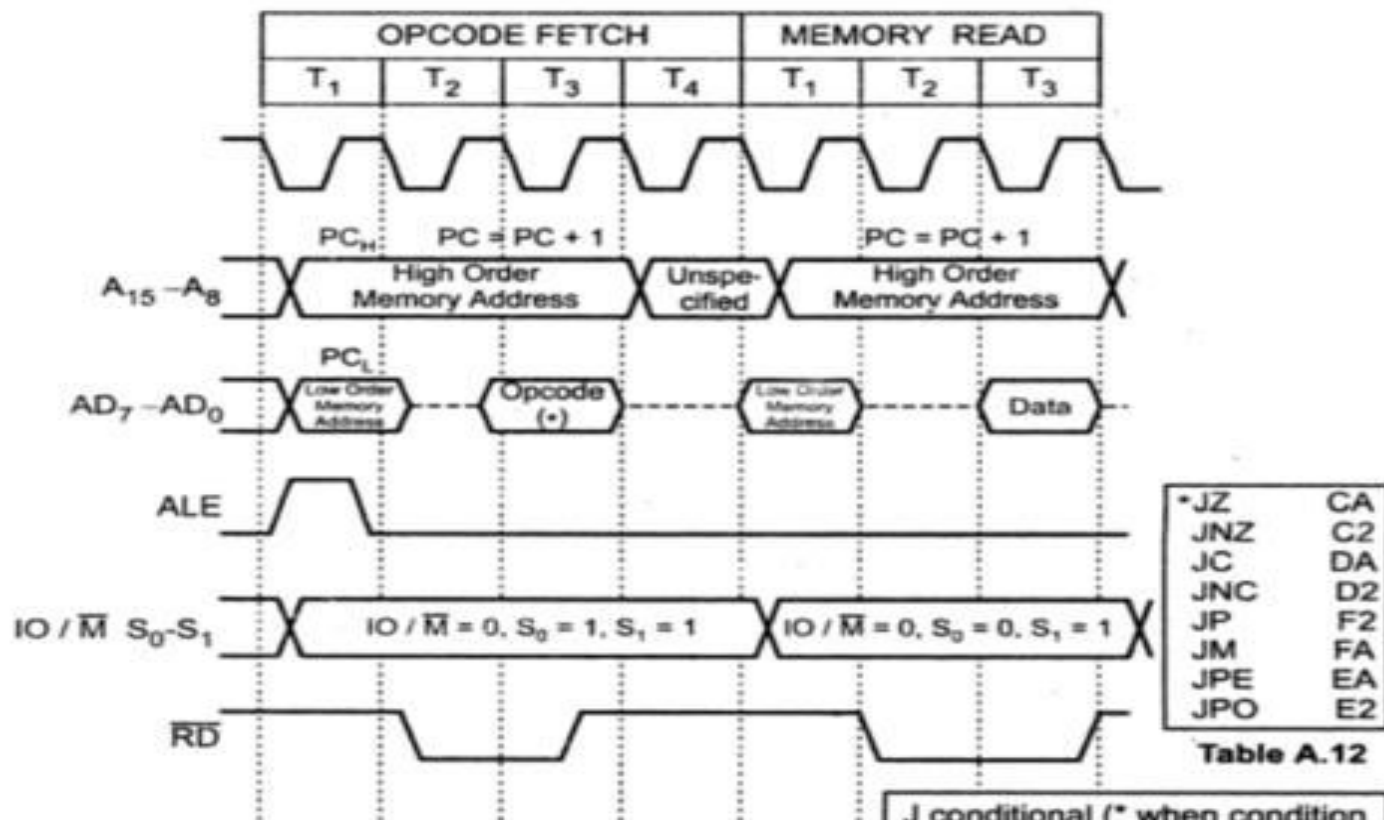 OPCODE FETCH MEMORY READ
T₁ T₂ T₃ T₄ T₁ T₂ T₃
PC_H PC = PC + 1 PC = PC + 1
A₁₅ – A₈
High Order Memory Address
Unspe-
cified
High Order
Memory Address
PC_L
AD₇ – AD₀
Low Order
Memory
Address
Opcode
(*)
Low Order
Memory
Address
Data
ALE
IO / M̅ S₀-S₁ IO / M̅ = 0, S₀ = 1, S₁ = 1 IO / M̅ = 0, S₀ = 0, S₁ = 1
R̅D̅
*JZ CA
JNZ C2
JC DA
JNC D2
JP F2
JM FA
JPE EA
JPO E2
Table A.12
J conditional (* when condition